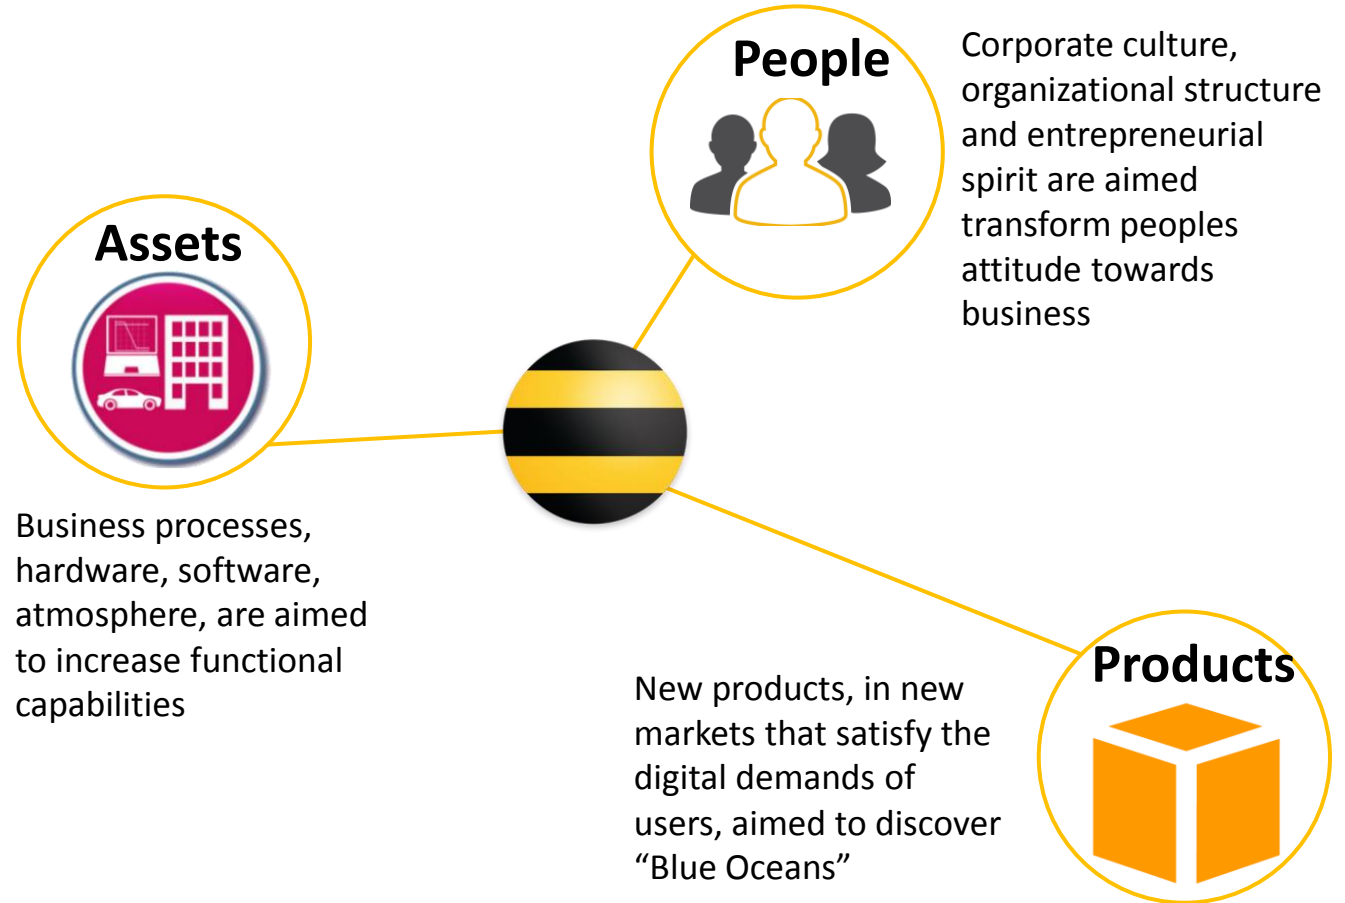 People
Corporate culture,
organizational structure
and entrepreneurial
spirit are aimed
transform peoples
attitude towards
business
Assets
Business processes,
hardware, software,
atmosphere, are aimed
to increase functional
capabilities
Products
New products, in new
markets that satisfy the
digital demands of
users, aimed to discover
“Blue Oceans”